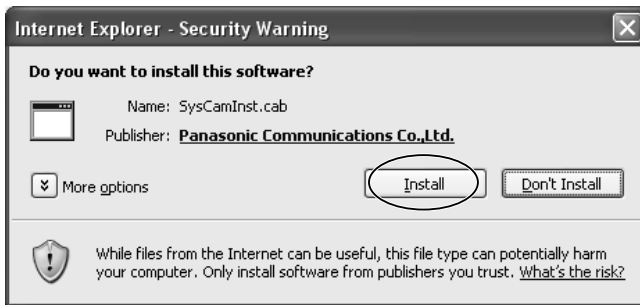 Internet Explorer - Security Warning
Do you want to install this software?
Name: SysCamInst.cab
Publisher: Panasonic Communications Co.,Ltd.
More options
Install
Don't Install
While files from the Internet can be useful, this file type can potentially harm
your computer. Only install software from publishers you trust. What's the risk?